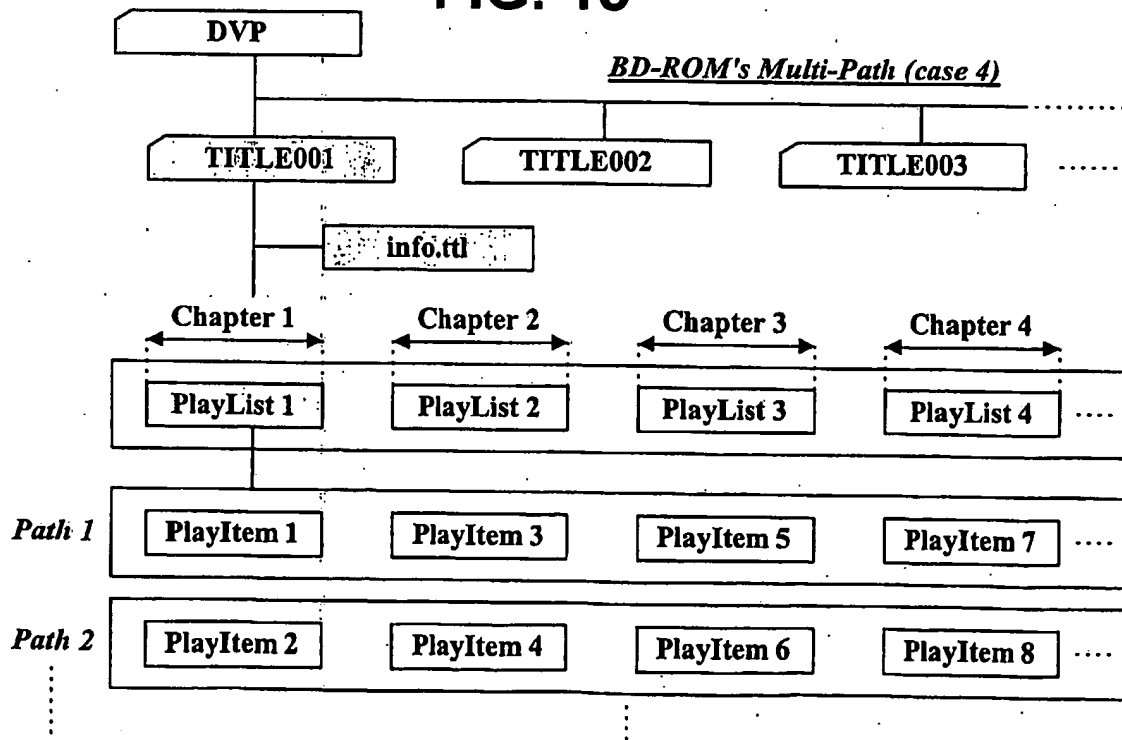 DVP
BD-ROM's Multi-Path (case 4)
TITLE001
TITLE002
TITLE003
info.ttl
Chapter 1
Chapter 2
Chapter 3
Chapter 4
PlayList 1
PlayList 2
PlayList 3
PlayList 4
Path 1
PlayItem 1
PlayItem 3
PlayItem 5
PlayItem 7
Path 2
PlayItem 2
PlayItem 4
PlayItem 6
PlayItem 8